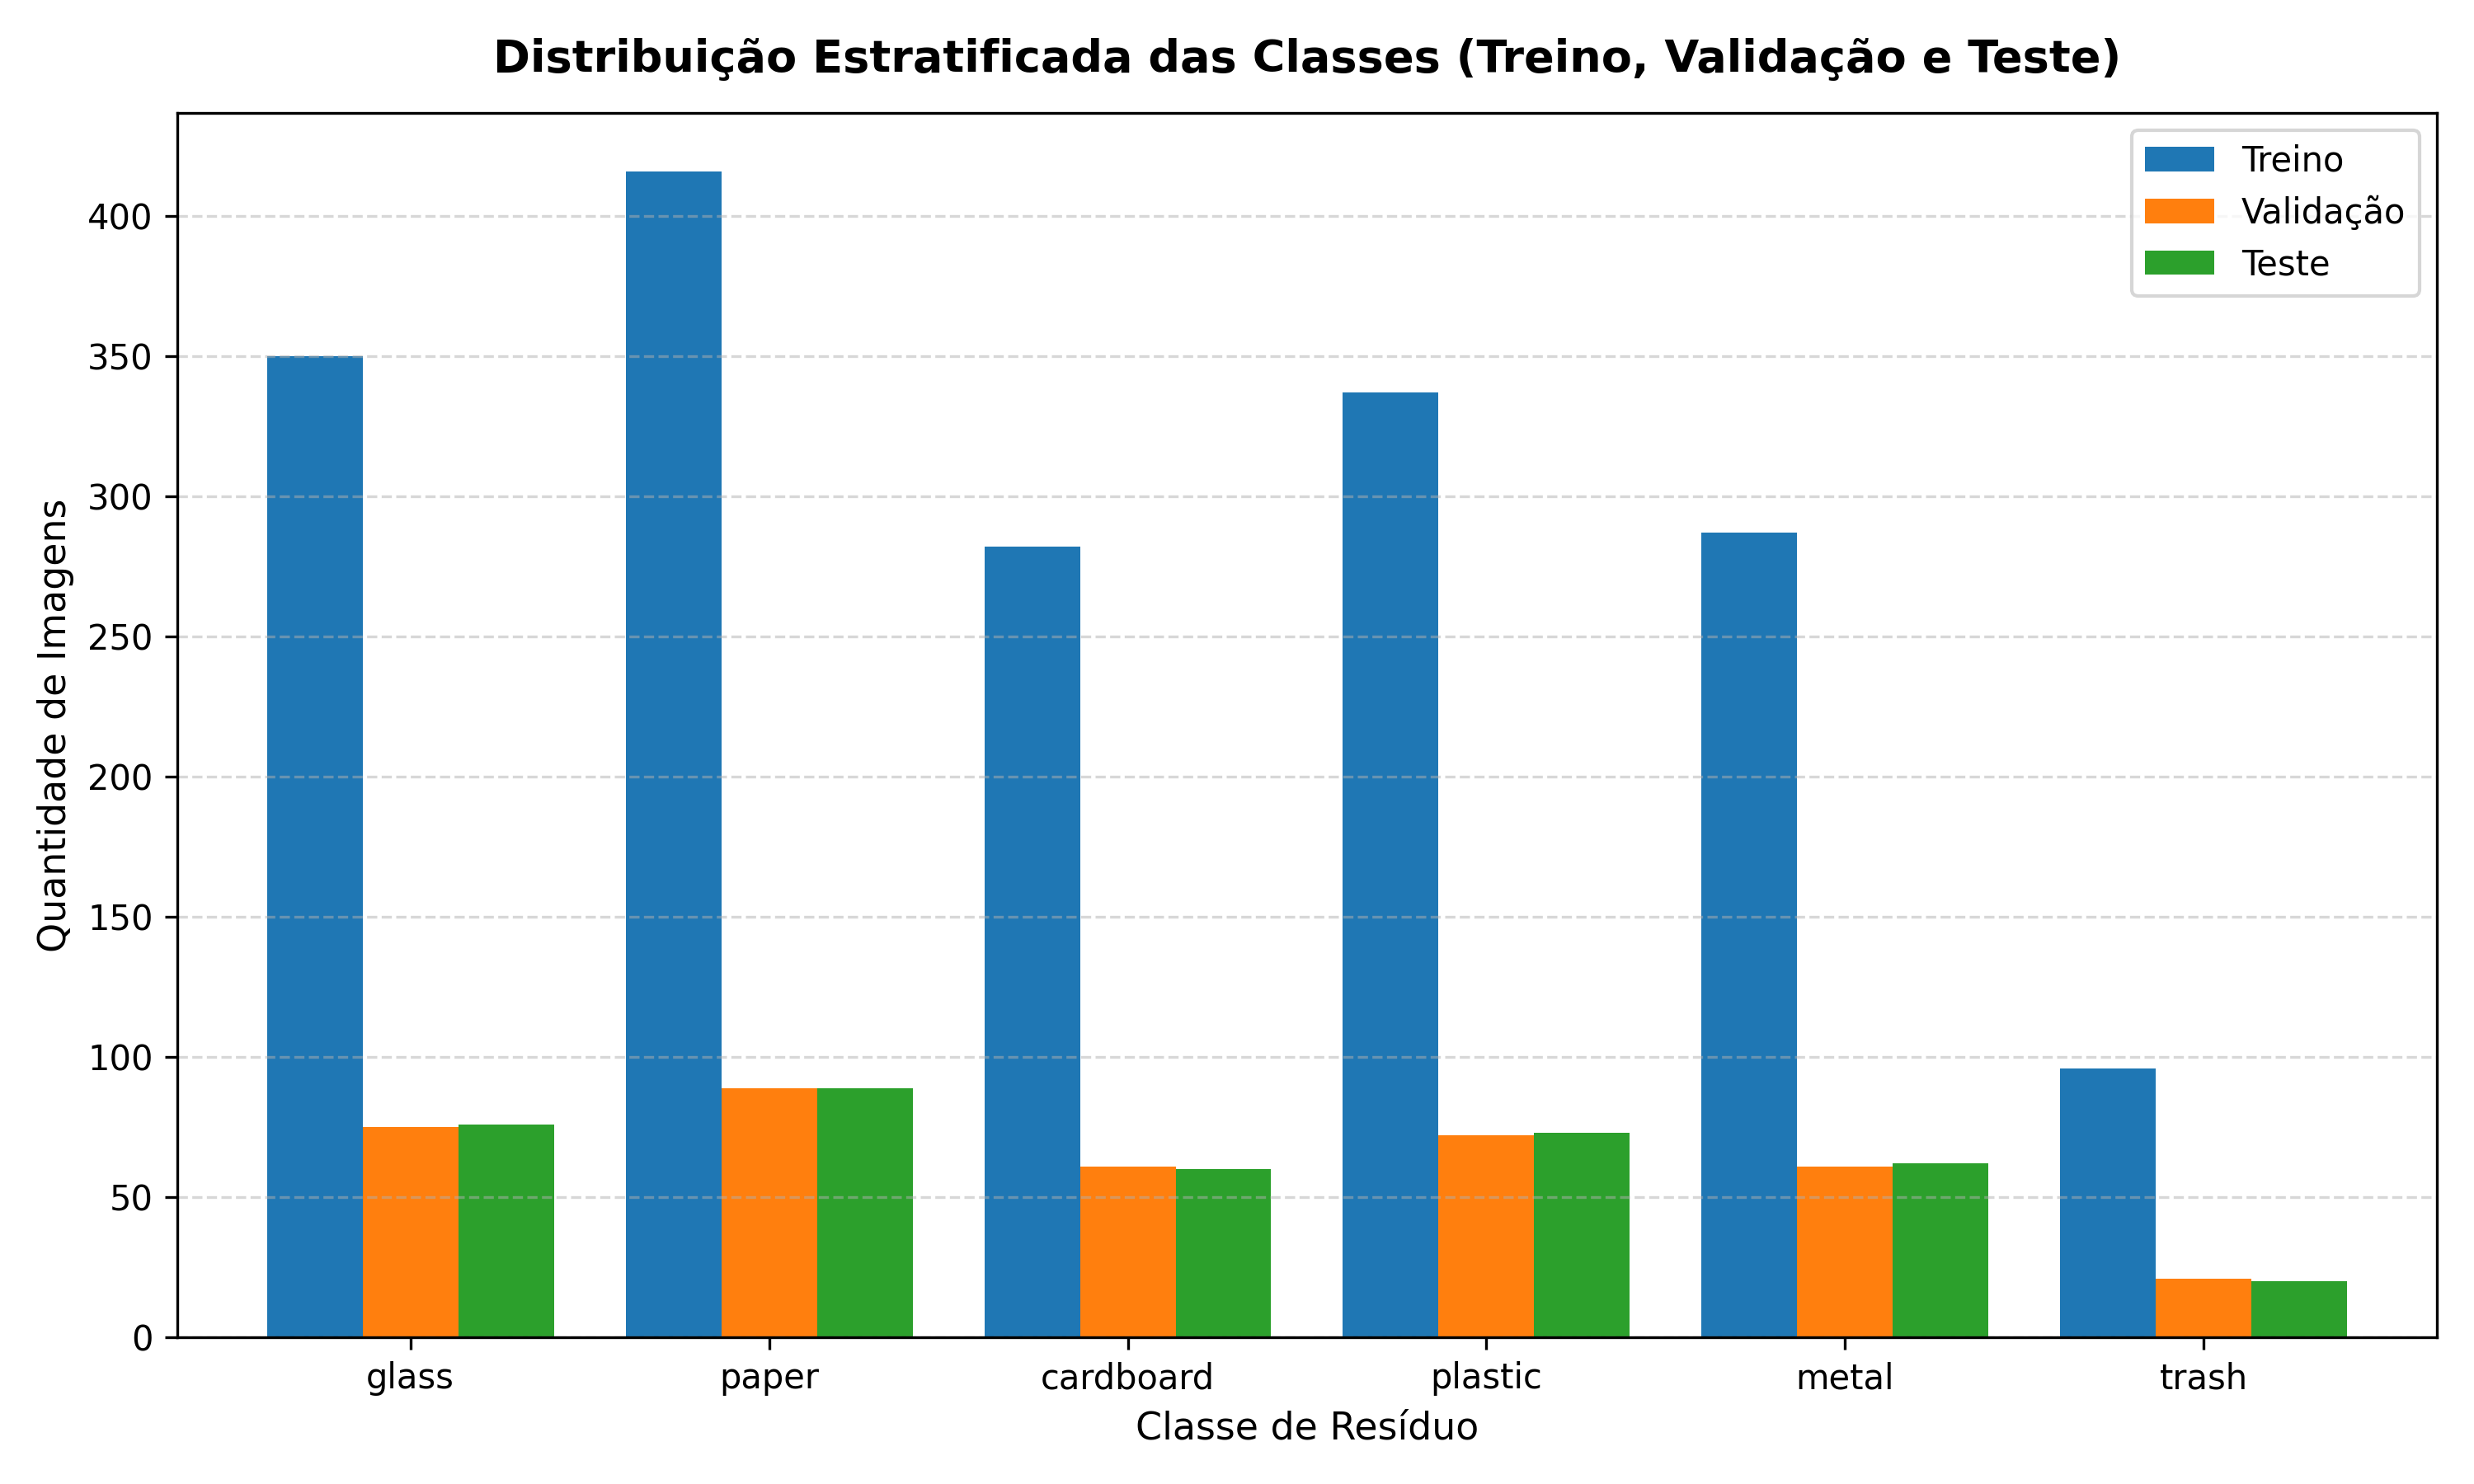 Distribuição Estratificada das Classes (Treino, Validação e Teste)
Treino
Validação
Teste
Quantidade de Imagens
400
350
300
250
200
150
100
50
0
glass paper cardboard plastic metal trash
Classe de Resíduo